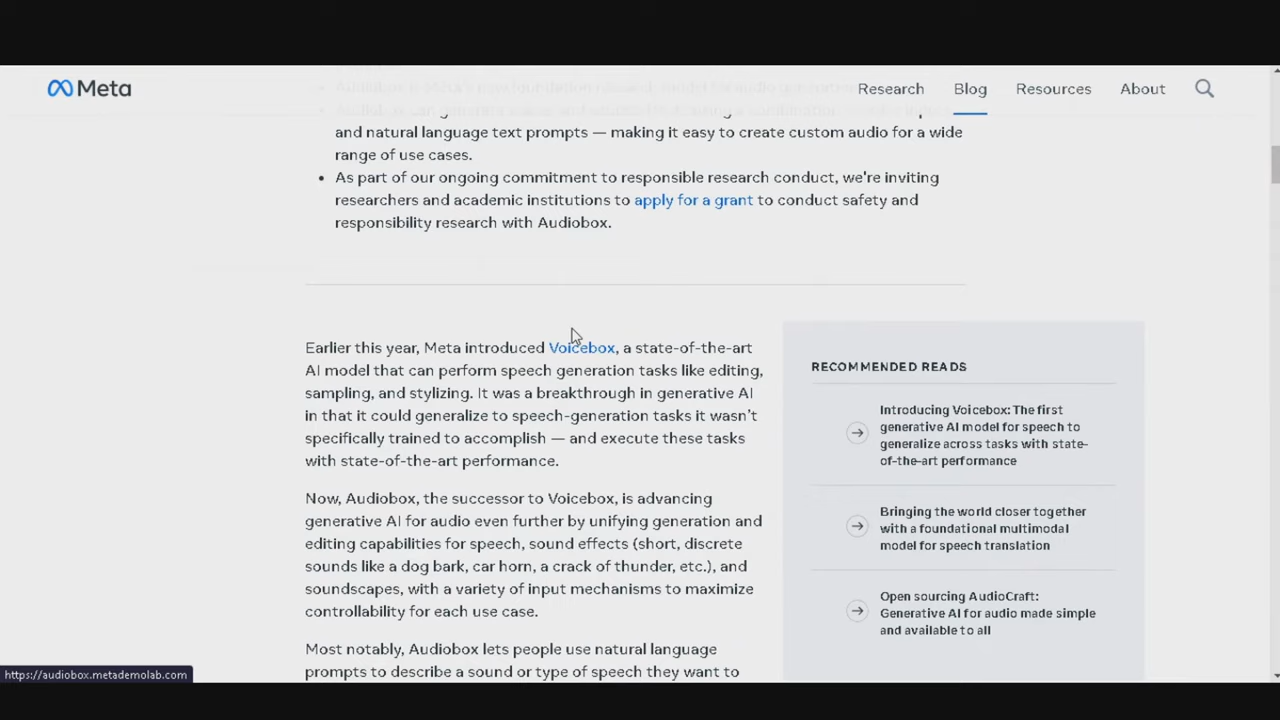 Meta
Research
Blog
Resources
About
and natural language text prompts — making it easy to create custom audio for a wide
range of use cases.
• As part of our ongoing commitment to responsible research conduct, we're inviting
researchers and academic institutions to apply for a grant to conduct safety and
responsibility research with Audiobox.
Earlier this year, Meta introduced Voicebox, a state-of-the-art
AI model that can perform speech generation tasks like editing,
sampling, and stylizing. It was a breakthrough in generative AI
in that it could generalize to speech-generation tasks it wasn't
specifically trained to accomplish — and execute these tasks
with state-of-the-art performance.
Now, Audiobox, the successor to Voicebox, is advancing
generative AI for audio even further by unifying generation and
editing capabilities for speech, sound effects (short, discrete
sounds like a dog bark, car horn, a crack of thunder, etc.), and
soundscapes, with a variety of input mechanisms to maximize
controllability for each use case.
Most notably, Audiobox lets people use natural language
prompts to describe a sound or type of speech they want to
RECOMMENDED READS
Introducing Voicebox: The first
generative AI model for speech to
generalize across tasks with state-
of-the-art performance
Bringing the world closer together
with a foundational multimodal
model for speech translation
Open sourcing AudioCraft:
Generative AI for audio made simple
and available to all
https://audiobox.metademolab.com